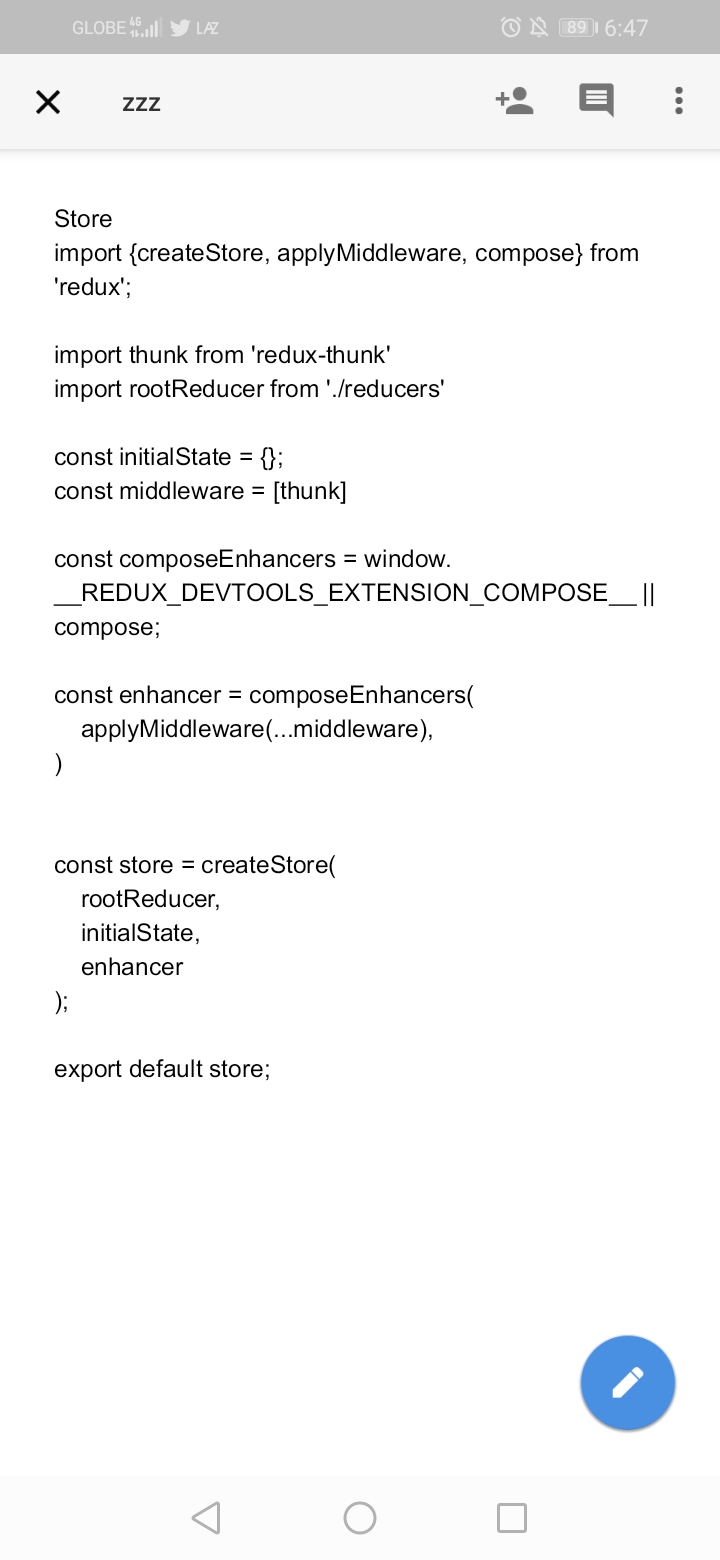 GLOBE 4G LAZ 89 6:47
zzz
Store
import {createStore, applyMiddleware, compose} from
'redux';
import thunk from 'redux-thunk'
import rootReducer from './reducers'
const initialState = {};
const middleware = [thunk]
const composeEnhancers = window.
__REDUX_DEVTOOLS_EXTENSION_COMPOSE__ ||
compose;
const enhancer = composeEnhancers(
applyMiddleware(...middleware),
)
const store = createStore(
rootReducer,
initialState,
enhancer
);
export default store;